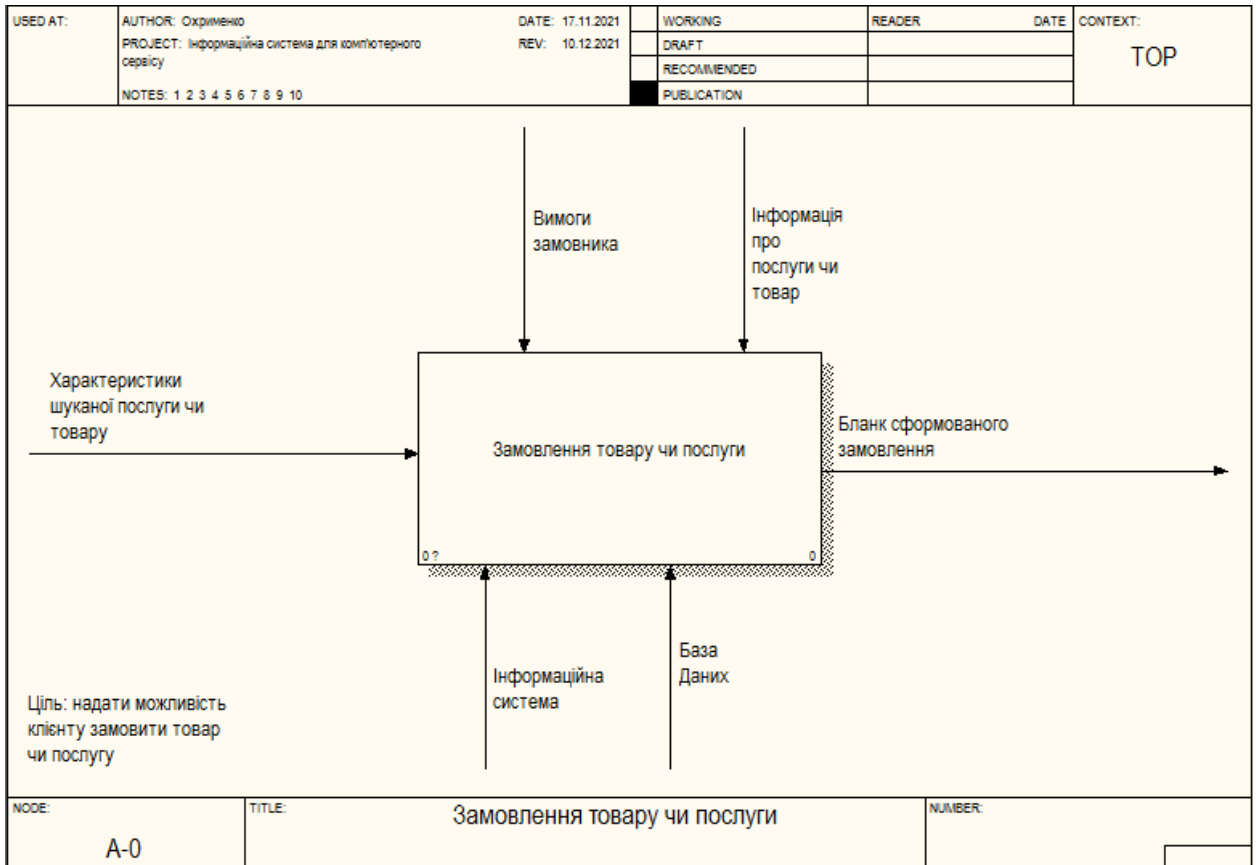 USED AT:
AUTHOR: Охрименко
DATE: 17.11.2021
PROJECT: Інформаційна система для комп'ютерного
сервісу
REV: 10.12.2021
NOTES: 1 2 3 4 5 6 7 8 9 10
WORKING
DRAFT
RECOMMENDED
PUBLICATION
READER
DATE
CONTEXT:
TOP
Вимоги
замовника
Інформація
про
послуги чи
товар
Характеристики
шуканої послуги чи
товару
Замовлення товару чи послуги
0 ?
0
Бланк сформованого
замовлення
Інформаційна
система
База
Даних
Ціль: надати можливість
клієнту замовити товар
чи послугу
NODE:
A-0
TITLE:
Замовлення товару чи послуги
NUMBER: